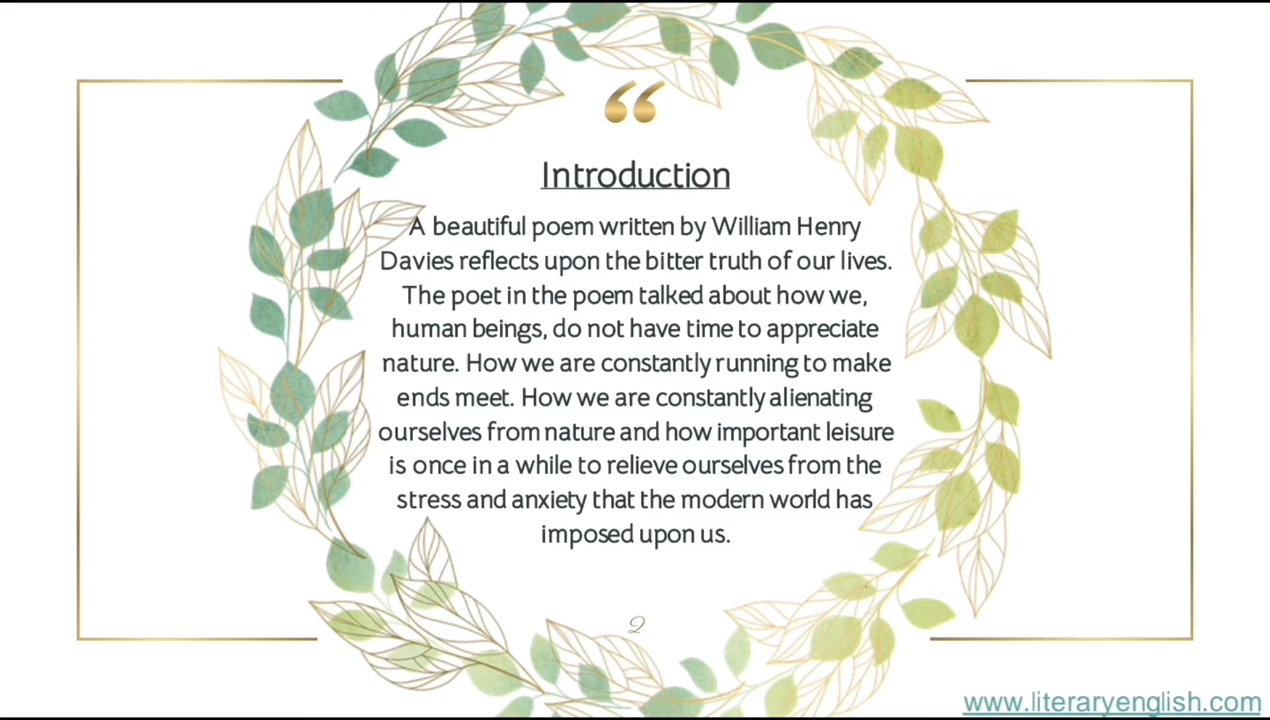 “
Introduction
A beautiful poem written by William Henry
Davies reflects upon the bitter truth of our lives.
The poet in the poem talked about how we,
human beings, do not have time to appreciate
nature. How we are constantly running to make
ends meet. How we are constantly alienating
ourselves from nature and how important leisure
is once in a while to relieve ourselves from the
stress and anxiety that the modern world has
imposed upon us.
2
www.literaryenglish.com